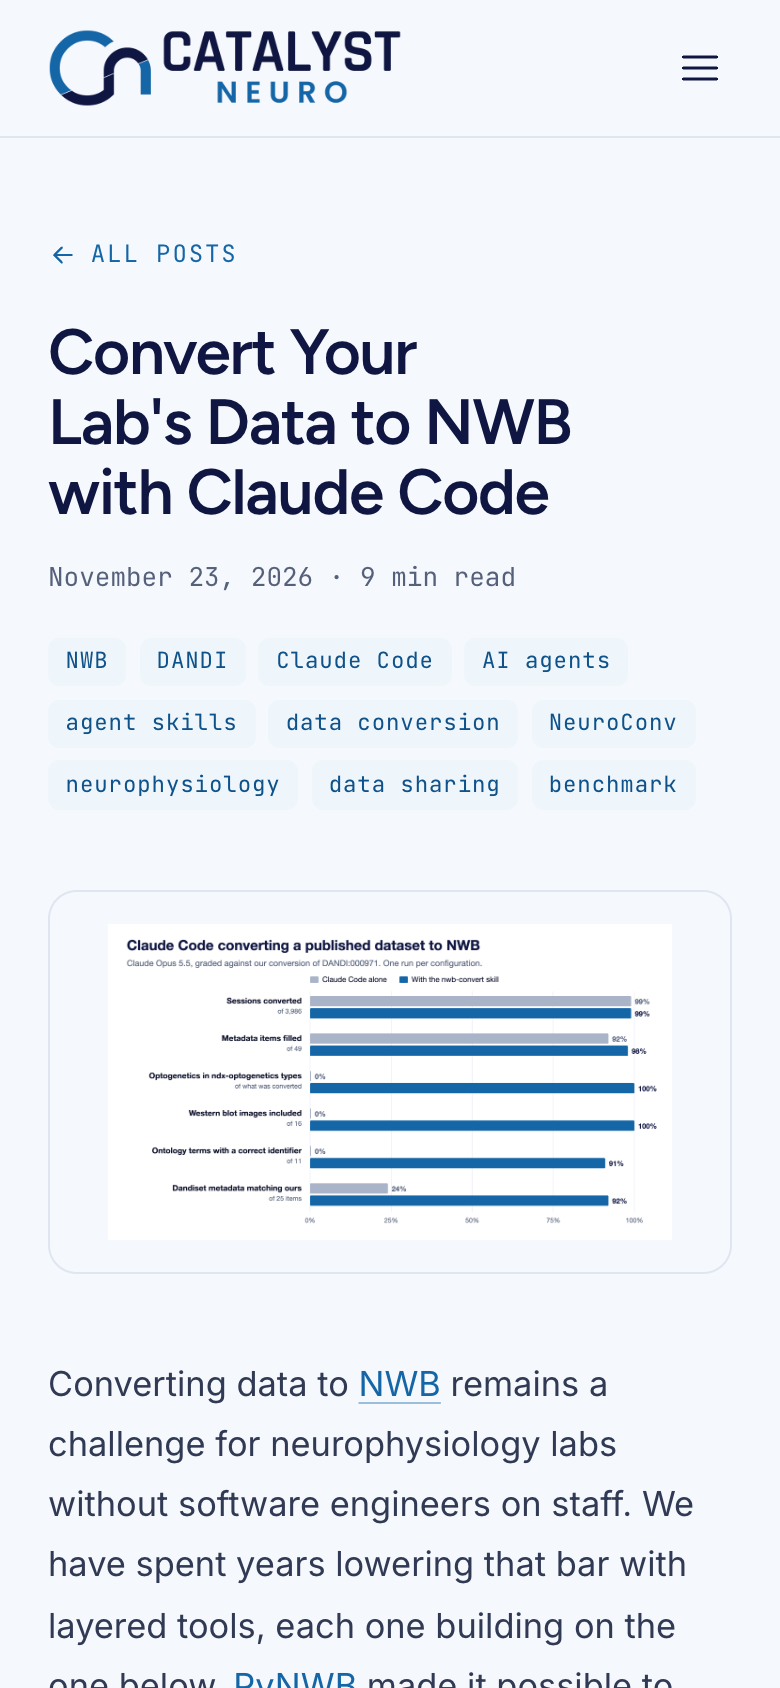 CATALYST
NEURO
← ALL POSTS
Convert Your
Lab's Data to NWB
with Claude Code
November 23, 2026 · 9 min read
NWB DANDI Claude Code AI agents
agent skills data conversion NeuroConv
neurophysiology data sharing benchmark
Claude Code converting a published dataset to NWB
Claude Opus 5.5, graded against our conversion of DANDI:000971. One run per configuration.
Claude Code alone With the nwb-convert skill
Sessions converted 99%
of 3,986 99%
Metadata items filled 92%
of 49 98%
Optogenetics in ndx-optogenetics types 0%
of what was converted 100%
Western blot images included 0%
of 16 100%
Ontology terms with a correct identifier 0%
of 11 91%
Dandiset metadata matching ours 24%
of 25 items 92%
0% 25% 50% 75% 100%
Converting data to NWB remains a
challenge for neurophysiology labs
without software engineers on staff. We
have spent years lowering that bar with
layered tools, each one building on the
one below. PyNWB made it possible to